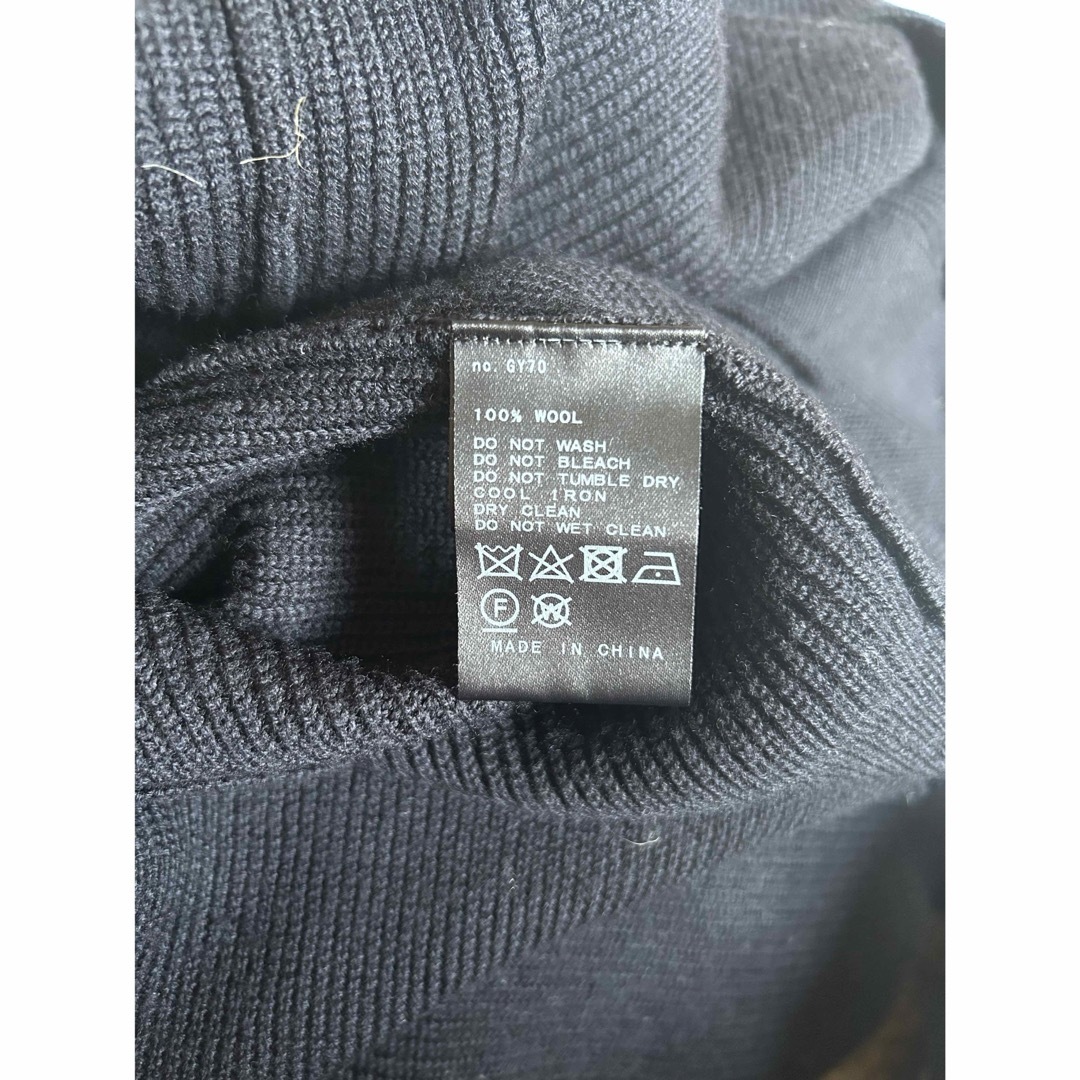 no. GY70
100% WOOL
DO NOT WASH
DO NOT BLEACH
DO NOT TUMBLE DRY
COOL IRON
DRY CLEAN
DO NOT WET CLEAN
F W
MADE IN CHINA